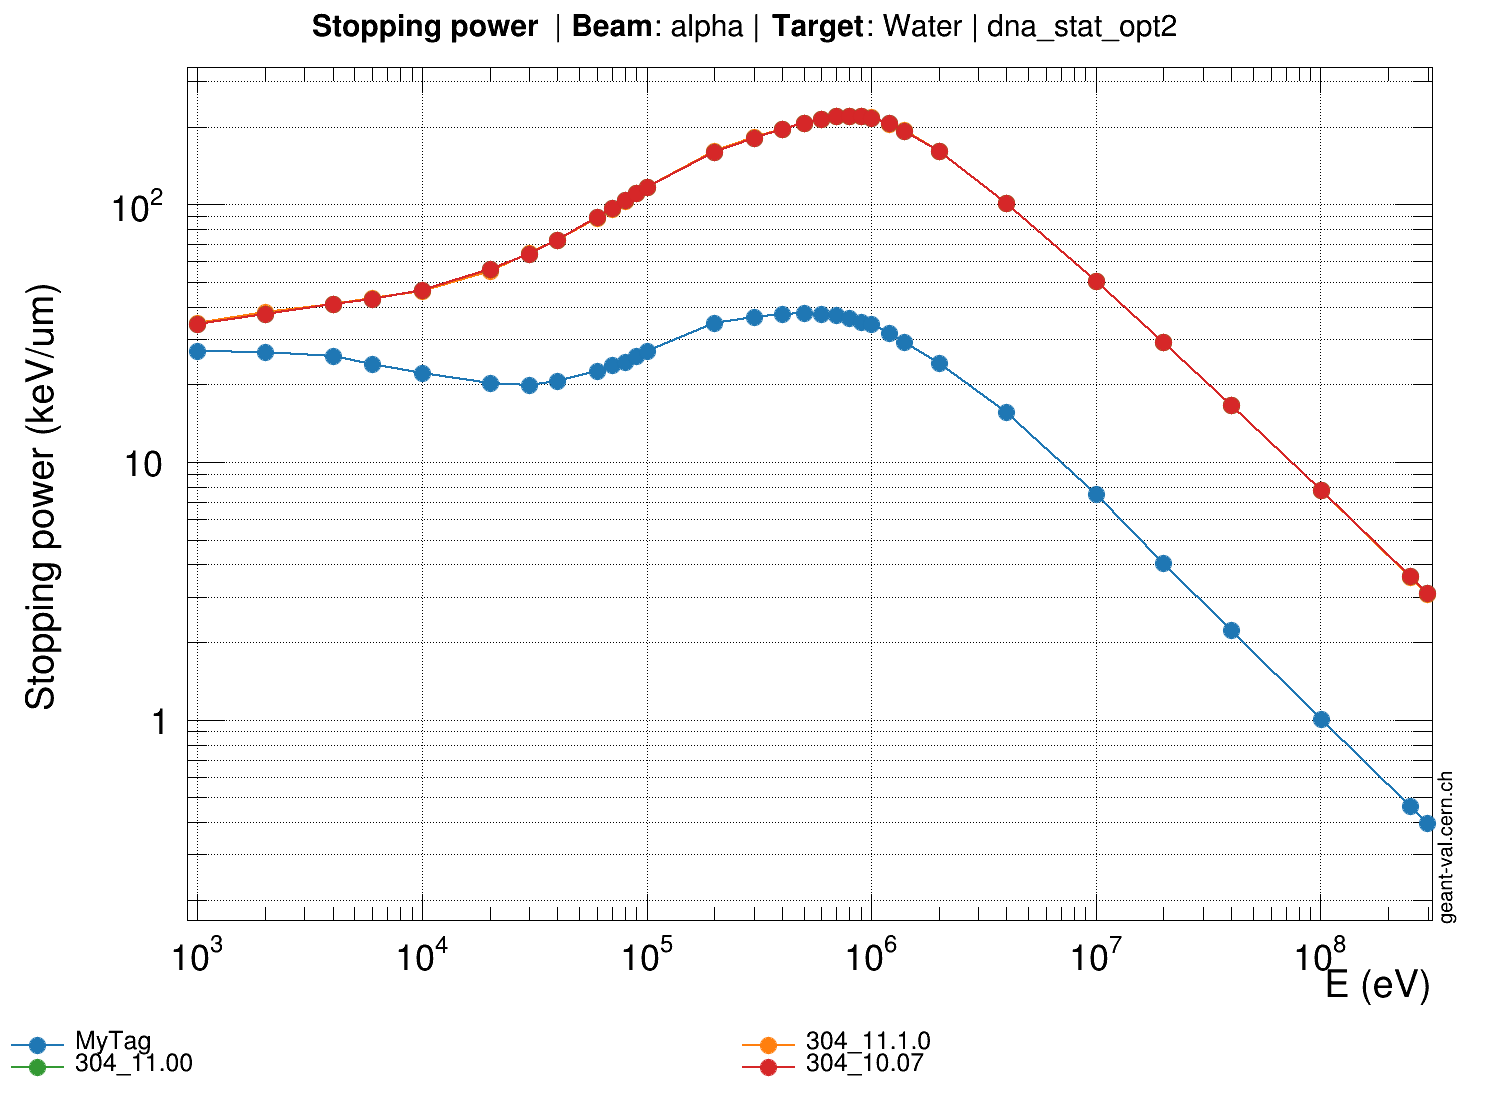 Stopping power | Beam: alpha | Target: Water | dna_stat_opt2
Stopping power (keV/um)
10²
10
1
10³ 10⁴ 10⁵ 10⁶ 10⁷ 10⁸
E (eV)
geant-val.cern.ch
MyTag 304_11.1.0
304_11.00 304_10.07